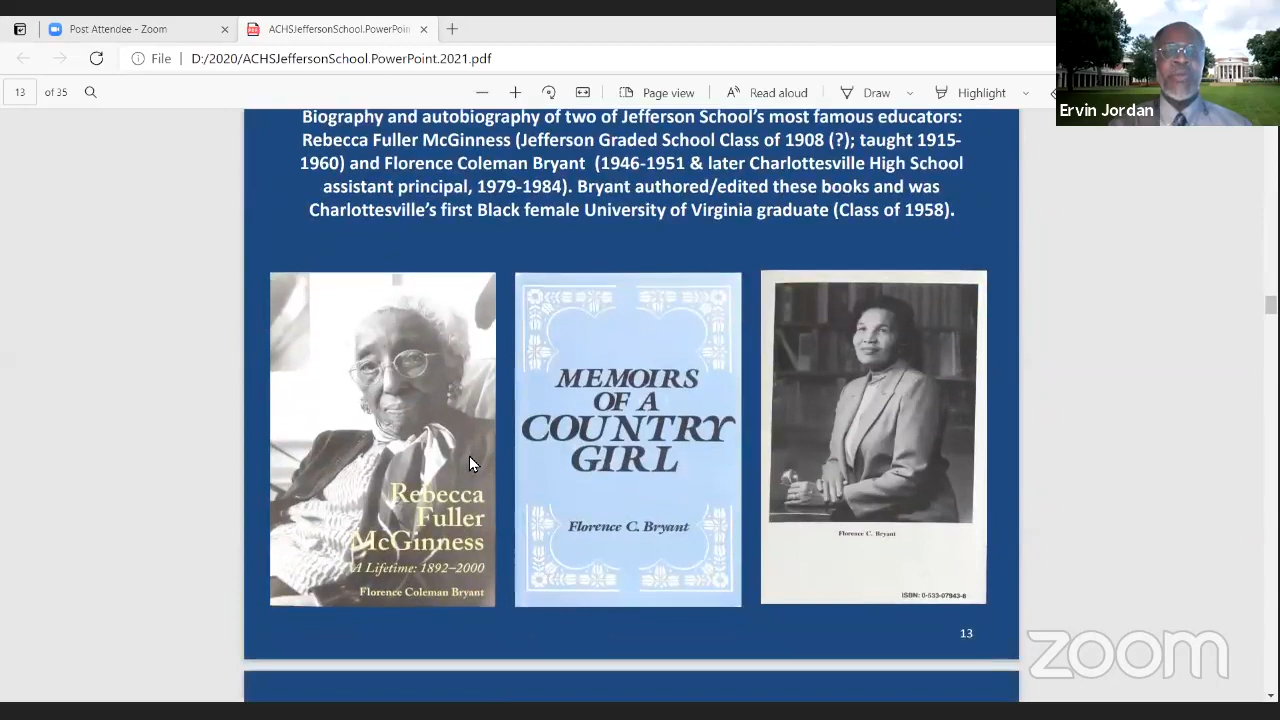 Post Attendee - Zoom
ACHSJeffersonSchool.PowerPoin
File
D:/2020/ACHSJeffersonSchool.PowerPoint.2021.pdf
13 of 35
Page view
Read aloud
Draw
Highlight
Ervin Jordan
Biography and autobiography of two of Jefferson School's most famous educators:
Rebecca Fuller McGinness (Jefferson Graded School Class of 1908 (?); taught 1915-
1960) and Florence Coleman Bryant (1946-1951 & later Charlottesville High School
assistant principal, 1979-1984). Bryant authored/edited these books and was
Charlottesville's first Black female University of Virginia graduate (Class of 1958).
Rebecca
Fuller
McGinness
A Lifetime: 1892–2000
Florence Coleman Bryant
MEMOIRS
OF A
COUNTRY
GIRL
Florence C. Bryant
Florence C. Bryant
ISBN: 0-533-07943-8
13
zoom